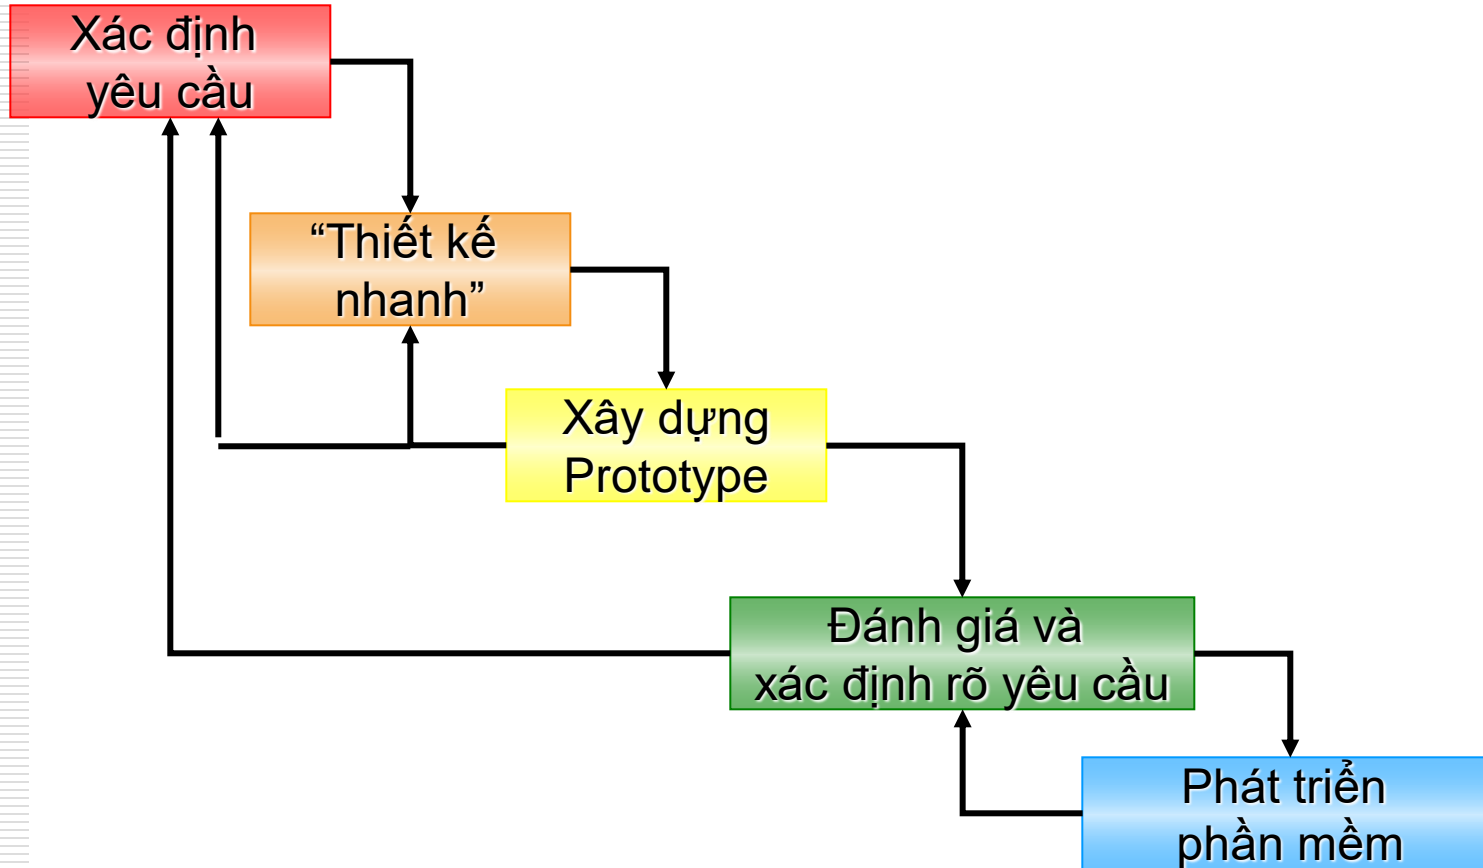 Xác định
yêu cầu
“Thiết kế
nhanh”
Xây dựng
Prototype
Đánh giá và
xác định rõ yêu cầu
Phát triển
phần mềm